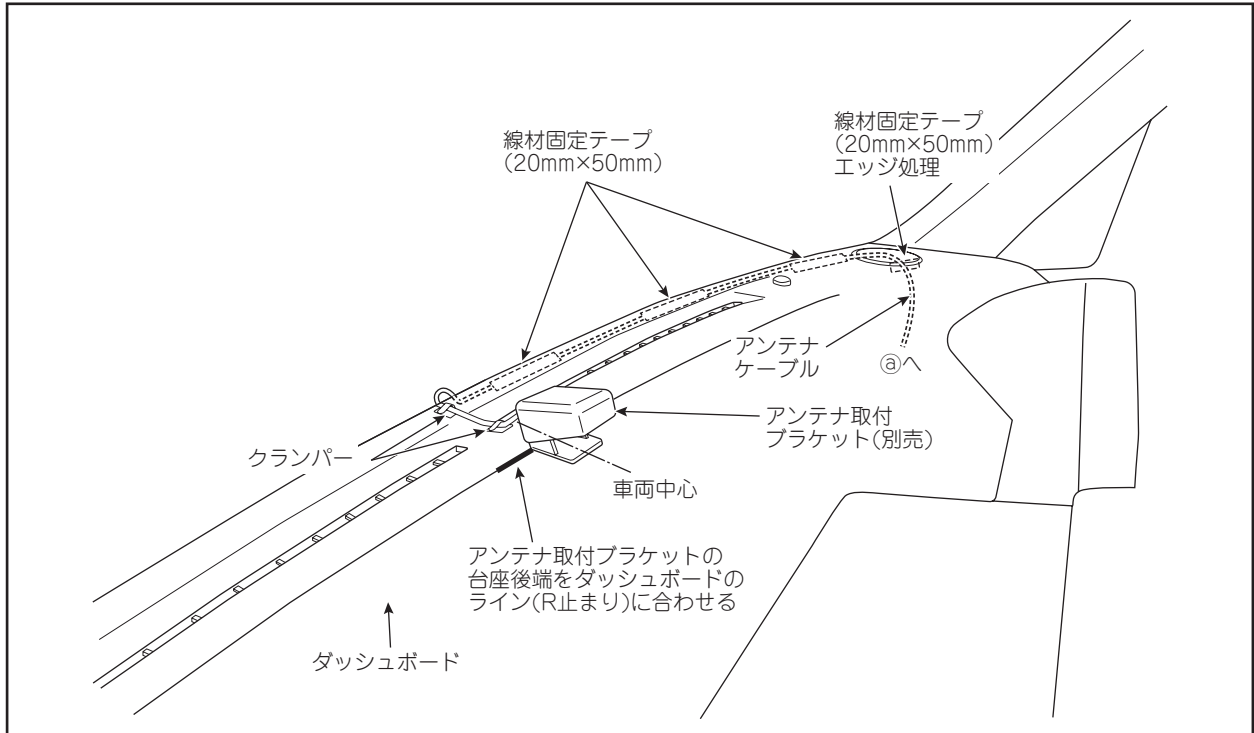 線材固定テープ
(20mm×50mm)
線材固定テープ
(20mm×50mm)
エッジ処理
アンテナ
ケーブル
ⓐへ
アンテナ取付
ブラケット(別売)
クランパー
車両中心
アンテナ取付ブラケットの
台座後端をダッシュボードの
ライン(R止まり)に合わせる
ダッシュボード